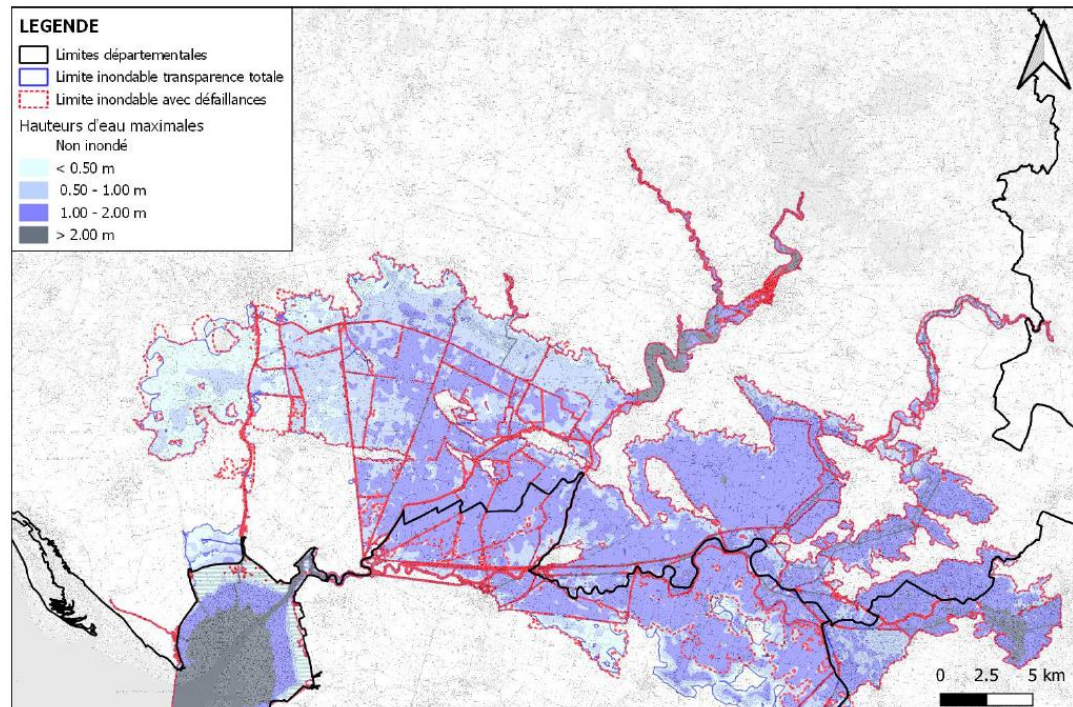 LEGENDE
Limites départementales
Limite inondable transparence totale
Limite inondable avec défaillances
Hauteurs d'eau maximales
Non inondé
< 0.50 m
0.50 - 1.00 m
1.00 - 2.00 m
> 2.00 m
0 2.5 5 km